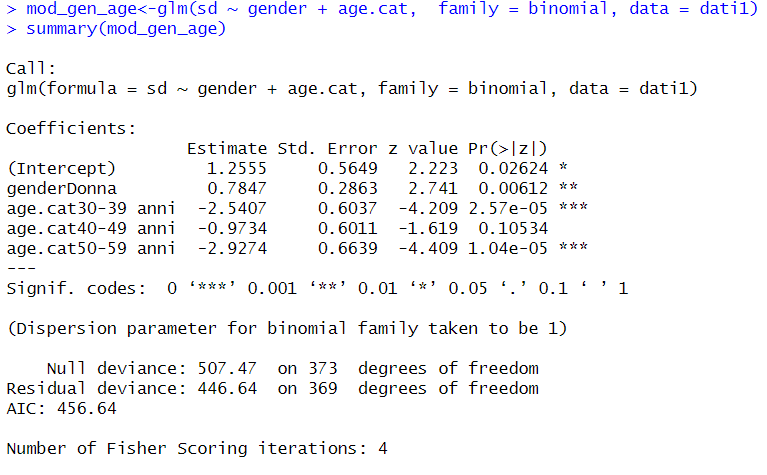 > mod_gen_age<-glm(sd ~ gender + age.cat,  family = binomial, data = dati1)
> summary(mod_gen_age)

Call:
glm(formula = sd ~ gender + age.cat, family = binomial, data = dati1)

Coefficients:
                  Estimate Std. Error z value Pr(>|z|)
(Intercept)         1.2555     0.5649   2.223  0.02624 *
genderDonna         0.7847     0.2863   2.741  0.00612 **
age.cat30-39 anni  -2.5407     0.6037  -4.209 2.57e-05 ***
age.cat40-49 anni  -0.9734     0.6011  -1.619  0.10534
age.cat50-59 anni  -2.9274     0.6639  -4.409 1.04e-05 ***
---
Signif. codes:  0 ‘***’ 0.001 ‘**’ 0.01 ‘*’ 0.05 ‘.’ 0.1 ‘ ’ 1

(Dispersion parameter for binomial family taken to be 1)

    Null deviance: 507.47  on 373  degrees of freedom
Residual deviance: 446.64  on 369  degrees of freedom
AIC: 456.64

Number of Fisher Scoring iterations: 4